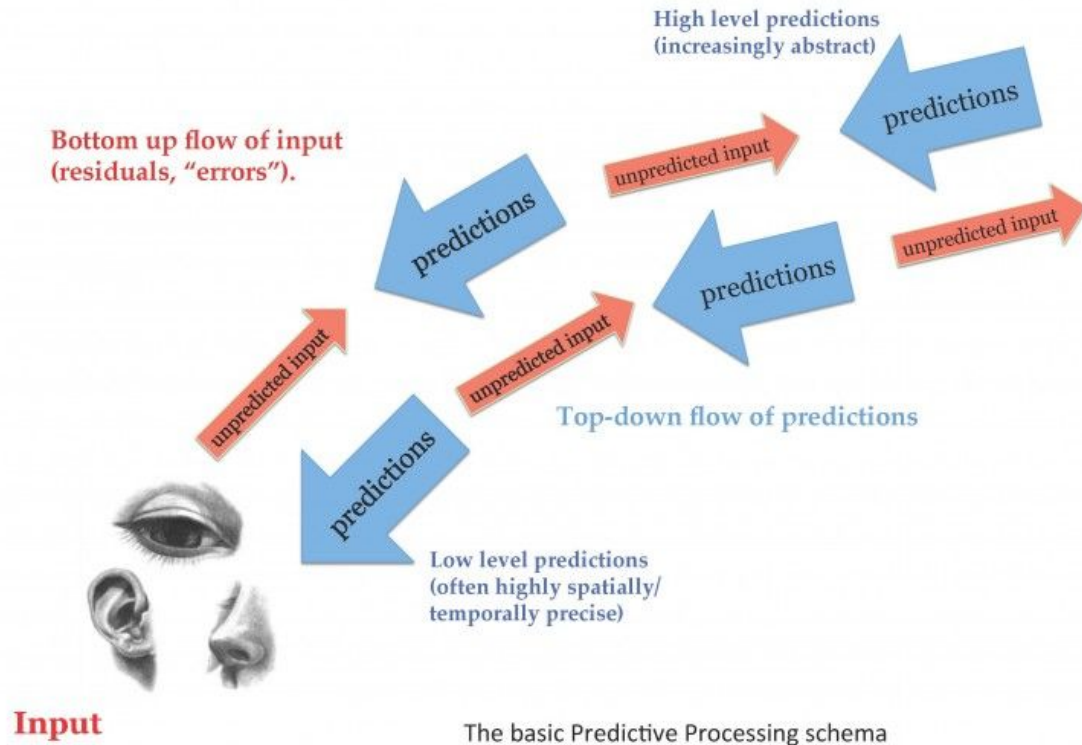 High level predictions
(increasingly abstract)
predictions
Bottom up flow of input
(residuals, “errors”).
unpredicted input
predictions
unpredicted input
predictions
unpredicted input
unpredicted input
Top-down flow of predictions
predictions
Low level predictions
(often highly spatially/
temporally precise)
Input
The basic Predictive Processing schema